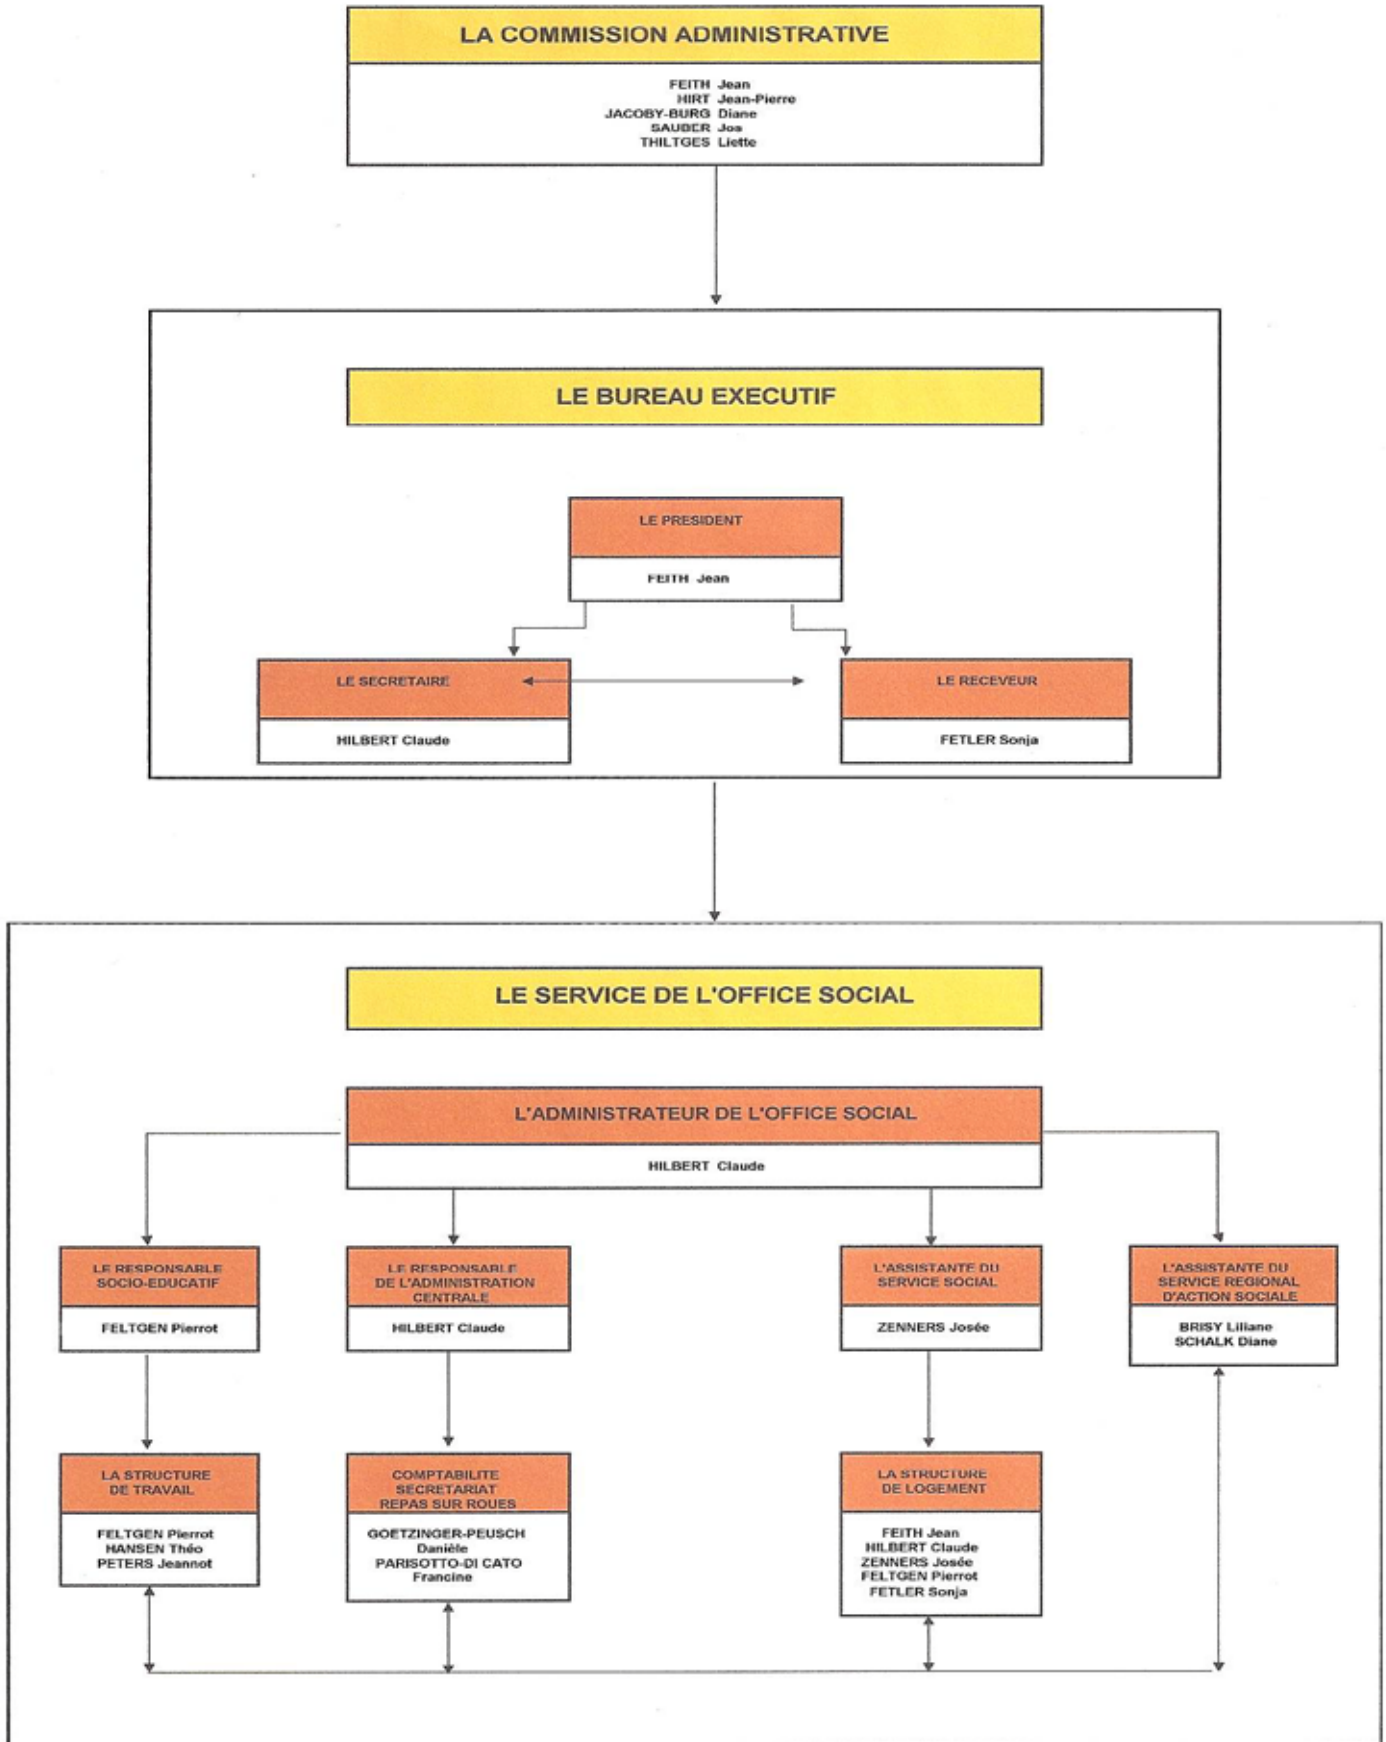 LA COMMISSION ADMINISTRATIVE
FEITH Jean
HIRT Jean-Pierre
JACOBY-BURG Diane
SAUBER Jos
THILTGES Liette
LE BUREAU EXECUTIF
LE PRESIDENT
FEITH Jean
LE SECRETAIRE
HILBERT Claude
LE RECEVEUR
FETLER Sonja
LE SERVICE DE L'OFFICE SOCIAL
L'ADMINISTRATEUR DE L'OFFICE SOCIAL
HILBERT Claude
LE RESPONSABLE
SOCIO-EDUCATIF
FELTGEN Pierrot
LE RESPONSABLE
DE L'ADMINISTRATION
CENTRALE
HILBERT Claude
L'ASSISTANTE DU
SERVICE SOCIAL
ZENNERS Josée
L'ASSISTANTE DU
SERVICE REGIONAL
D'ACTION SOCIALE
BRISY Liliane
SCHALK Diane
LA STRUCTURE
DE TRAVAIL
FELTGEN Pierrot
HANSEN Théo
PETERS Jeannot
COMPTABILITE
SECRETARIAT
REPAS SUR ROUES
GOETZINGER-PEUSCH
Danièle
PARISOTTO-DI CATO
Francine
LA STRUCTURE
DE LOGEMENT
FEITH Jean
HILBERT Claude
ZENNERS Josée
FELTGEN Pierrot
FETLER Sonja